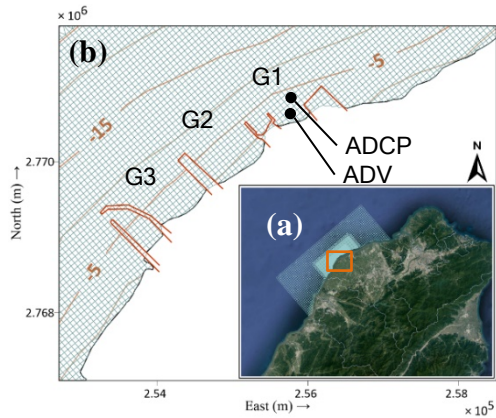 × 10⁶
(b)
G1
-5
-15
G2
ADCP
2.770
ADV
N
G3
North (m) →
(a)
-5
2.768
2.54
2.56
2.58
East (m) →
× 10⁵